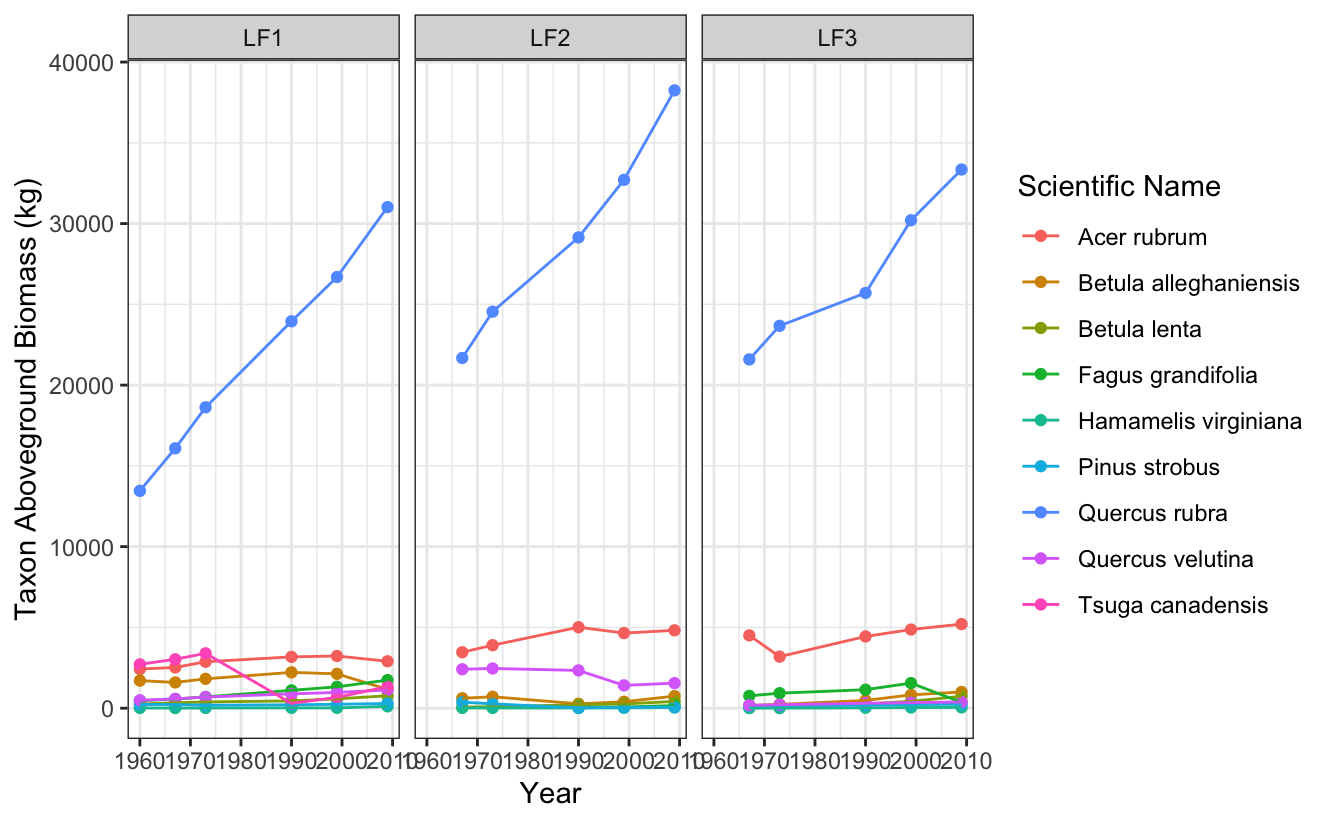 LF1 LF2 LF3
40000
30000
20000
10000
0
Taxon Aboveground Biomass (kg)
1960 1970 1980 1990 2000 2010 1960 1970 1980 1990 2000 2010 1960 1970 1980 1990 2000 2010
Year
Scientific Name
Acer rubrum
Betula alleghaniensis
Betula lenta
Fagus grandifolia
Hamamelis virginiana
Pinus strobus
Quercus rubra
Quercus velutina
Tsuga canadensis